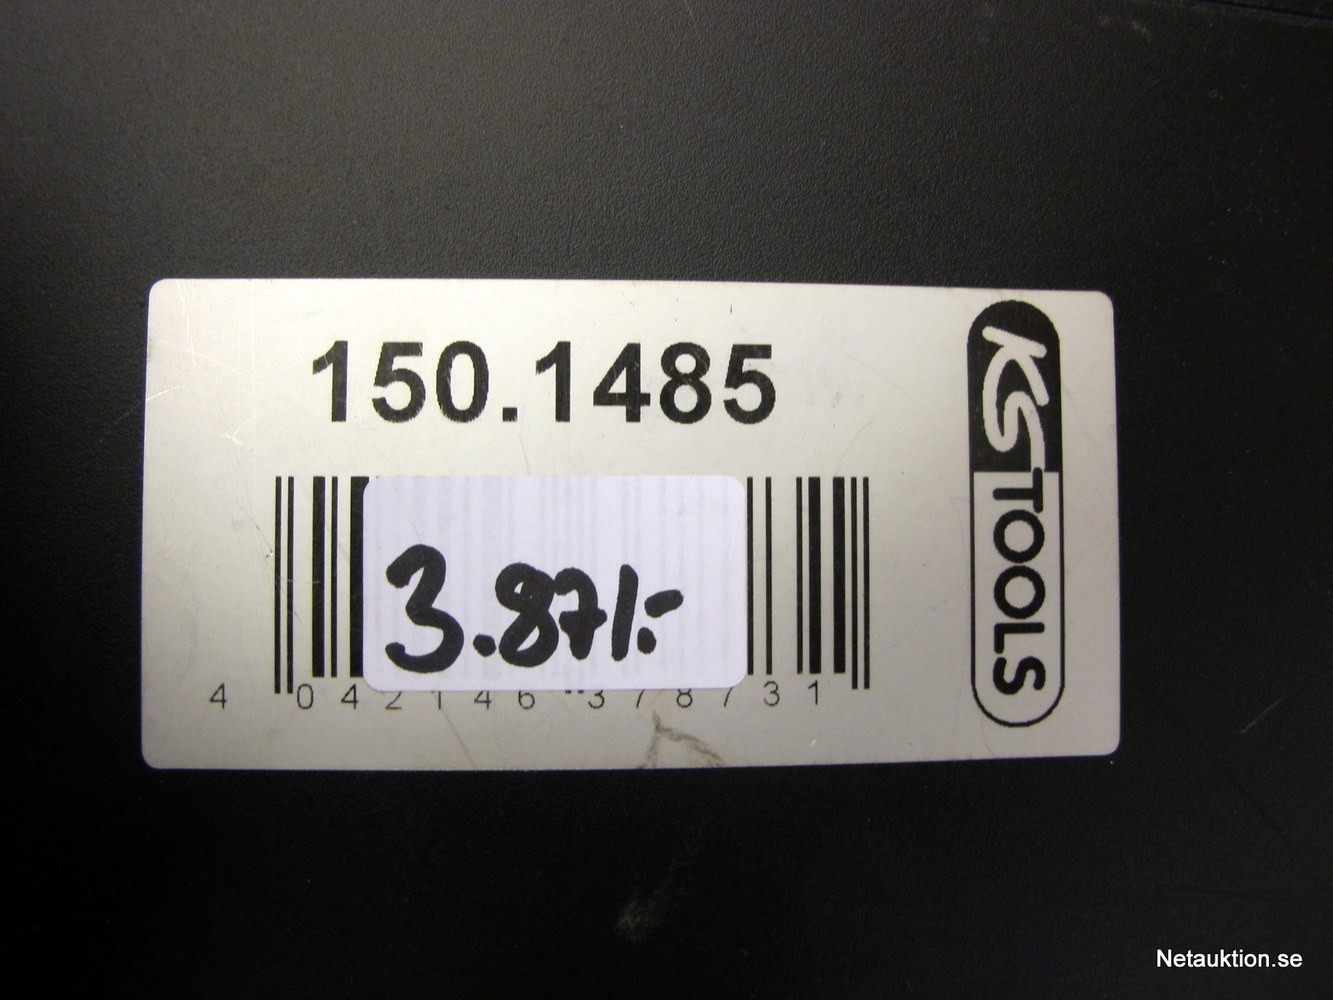 150.1485
KS TOOLS
3.871:-
4 042146 378731
Netauktion.se